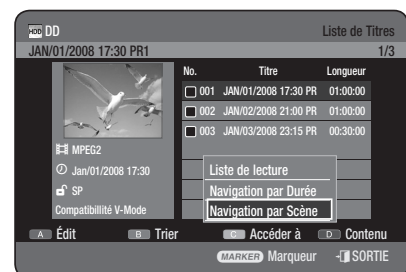 HDD DD Liste de Titres
JAN/01/2008 17:30 PR1 1/3
No. Titre Longueur
001 JAN/01/2008 17:30 PR 01:00:00
002 JAN/02/2008 21:00 PR 01:00:00
003 JAN/03/2008 23:15 PR 00:30:00
MPEG2
Jan/01/2008 17:30
SP
Compatibillité V-Mode
Liste de lecture
Navigation par Durée
Navigation par Scène
A Édit B Trier C Accéder à D Contenu
MARKER Marqueur SORTIE